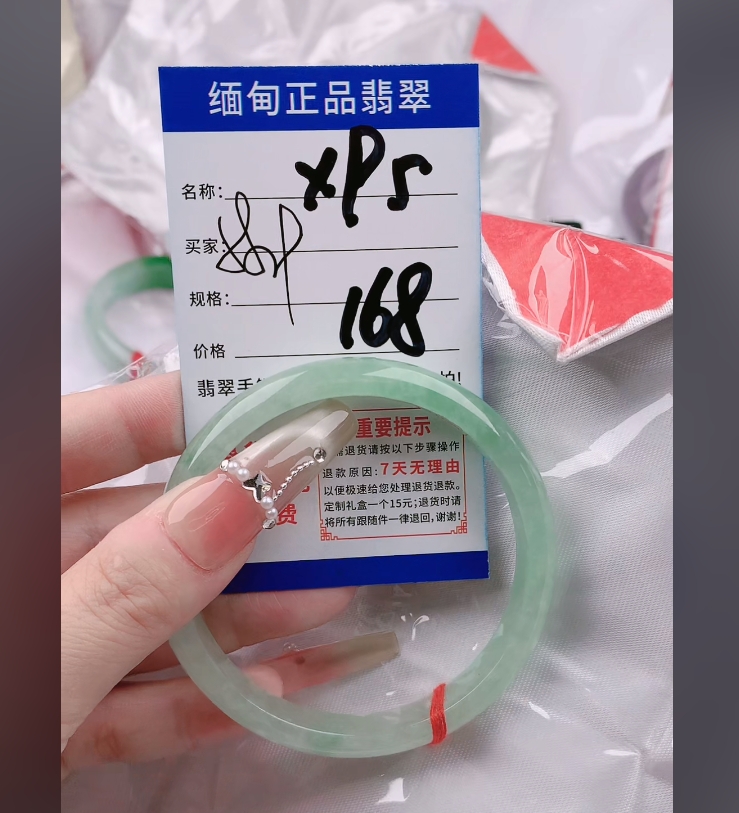 缅甸正品翡翠
名称: XP5
买家:
规格:
价格 168
翡翠手
重要提示
退货请按以下步骤操作
退款原因:7天无理由
以便极速给您处理退货退款。
定制礼盒一个15元;退货时请
将所有跟随件一律退回,谢谢!
费